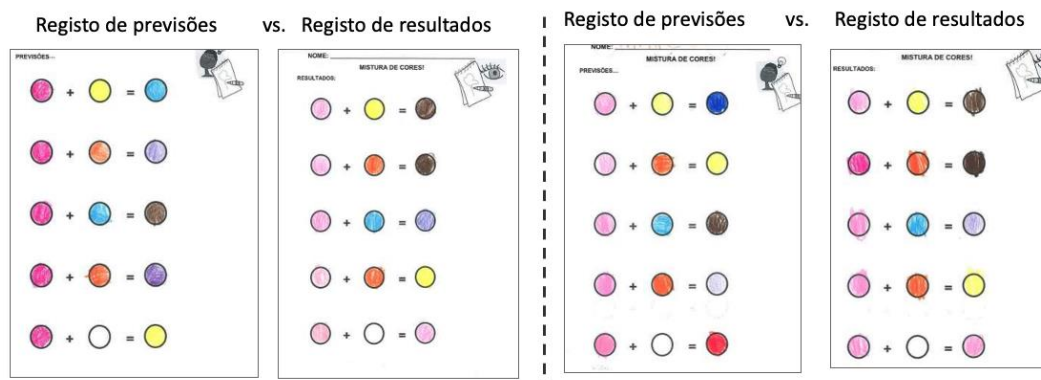 Registo de previsões vs. Registo de resultados
PREVISÕES...
+ =
+ =
+ =
+ =
+ =
NOME:
MISTURA DE CORES!
RESULTADOS:
+ =
+ =
+ =
+ =
+ =
Registo de previsões vs. Registo de resultados
NOME:
MISTURA DE CORES!
PREVISÕES...
+ =
+ =
+ =
+ =
+ =
MISTURA DE CORES!
RESULTADOS:
+ =
+ =
+ =
+ =
+ =